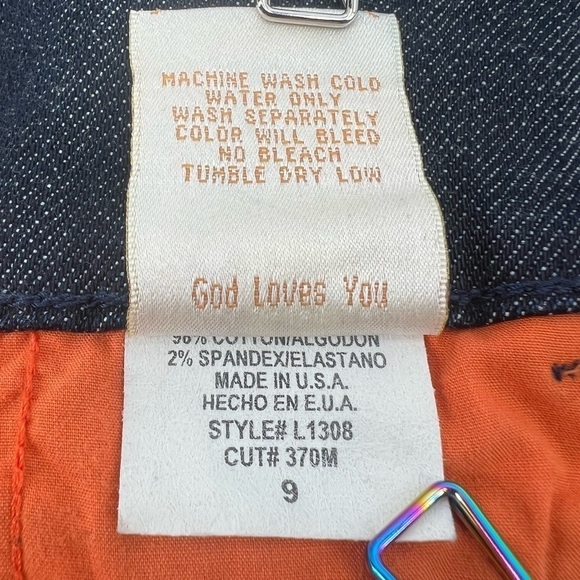 MACHINE WASH COLD
WATER ONLY
WASH SEPARATELY
COLOR WILL BLEED
NO BLEACH
TUMBLE DRY LOW
God Loves You
98% COTTON/ALGODON
2% SPANDEX/ELASTANO
MADE IN U.S.A.
HECHO EN E.U.A.
STYLE# L1308
CUT# 370M
9